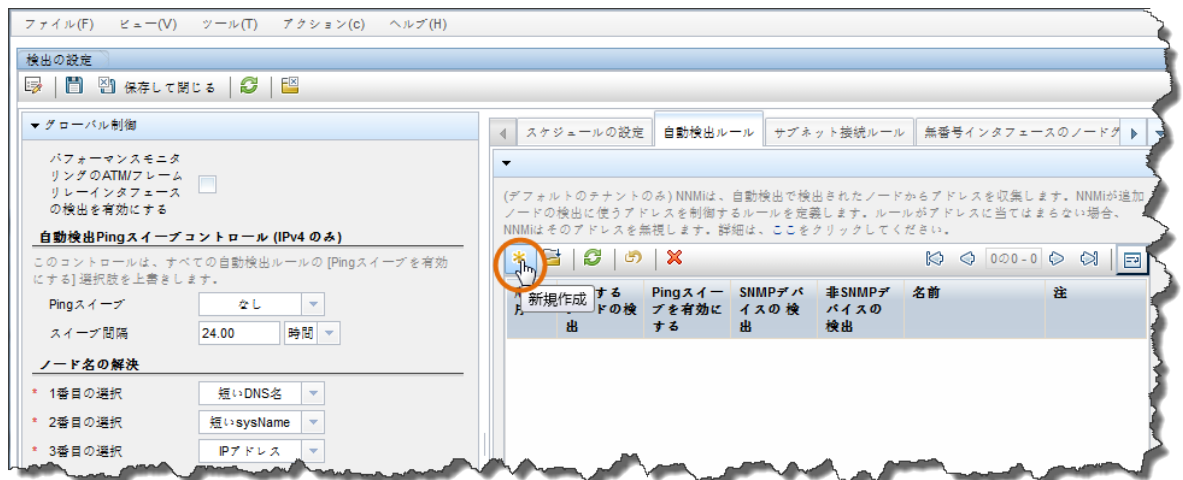 ファイル(F) ビュー(V) ツール(T) アクション(c) ヘルプ(H)
検出の設定
保存して閉じる
グローバル制御
パフォーマンスモニタ
リングのATM/フレーム
リレーインタフェース
の検出を有効にする
自動検出Pingスイープコントロール (IPv4 のみ)
このコントロールは、すべての自動検出ルールの [Pingスイープを有効
にする] 選択肢を上書きします。
Pingスイープ なし
スイープ間隔 24.00 時間
ノード名の解決
* 1番目の選択 短いDNS名
* 2番目の選択 短いsysName
* 3番目の選択 IPアドレス
スケジュールの設定 自動検出ルール サブネット接続ルール 無番号インタフェースのノードグ
(デフォルトのテナントのみ) NNMiは、自動検出で検出されたノードからアドレスを収集します。NNMiが追加
ノードの検出に使うアドレスを制御するルールを定義します。ルールがアドレスに当てはまらない場合、
NNMiはそのアドレスを無視します。詳細は、ここをクリックしてください。
0の0 - 0
新規作成
する
ドの検
出
Pingスイー
プを有効に
する
SNMPデバ
イスの 検
出
非SNMPデ
バイスの
検出
名前
注